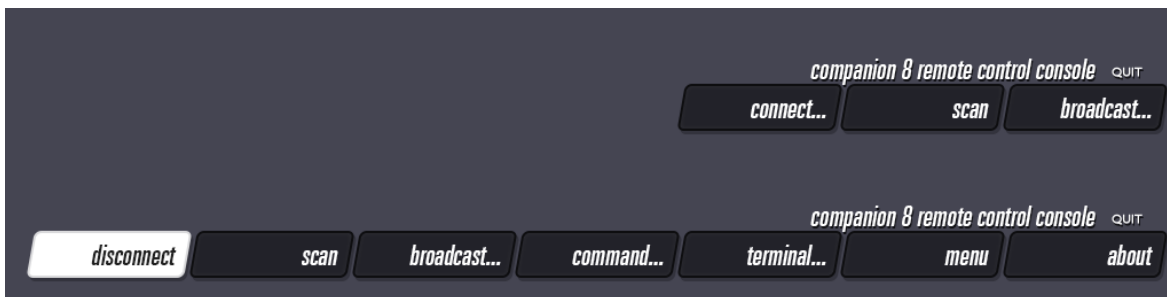 companion 8 remote control console QUIT
connect... scan broadcast...
companion 8 remote control console QUIT
disconnect scan broadcast... command... terminal... menu about